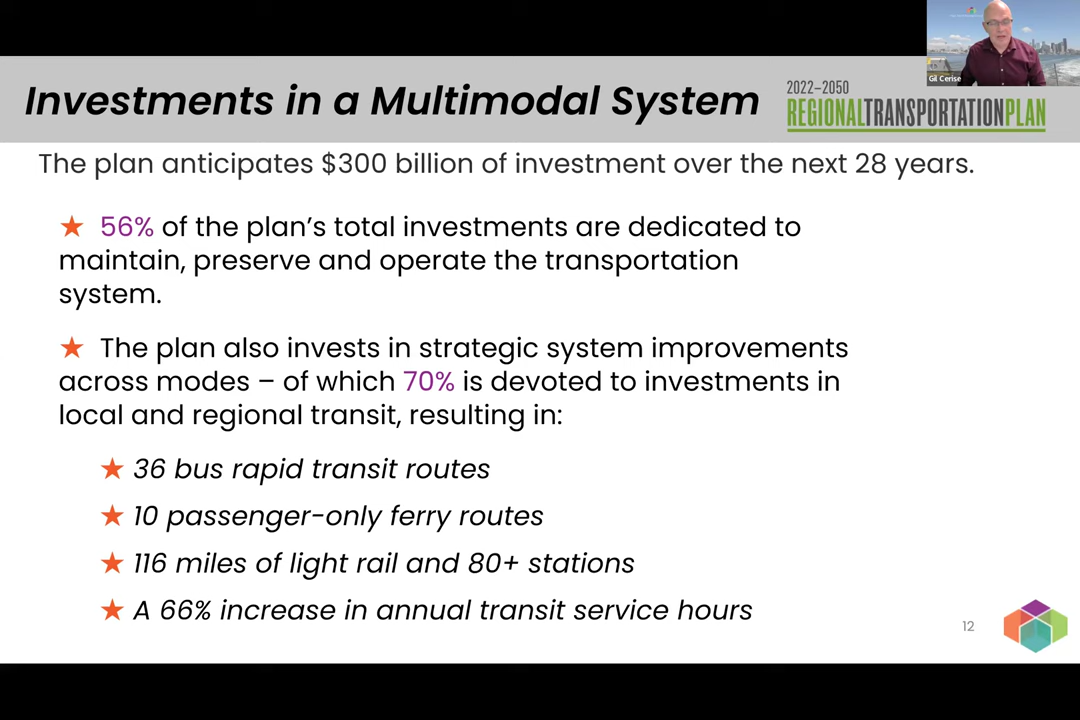 Investments in a Multimodal System
2022–2050
REGIONALTRANSPORTATIONPLAN
Gil Cerise
The plan anticipates $300 billion of investment over the next 28 years.
★ 56% of the plan’s total investments are dedicated to
maintain, preserve and operate the transportation
system.
★ The plan also invests in strategic system improvements
across modes – of which 70% is devoted to investments in
local and regional transit, resulting in:
★ 36 bus rapid transit routes
★ 10 passenger-only ferry routes
★ 116 miles of light rail and 80+ stations
★ A 66% increase in annual transit service hours
12